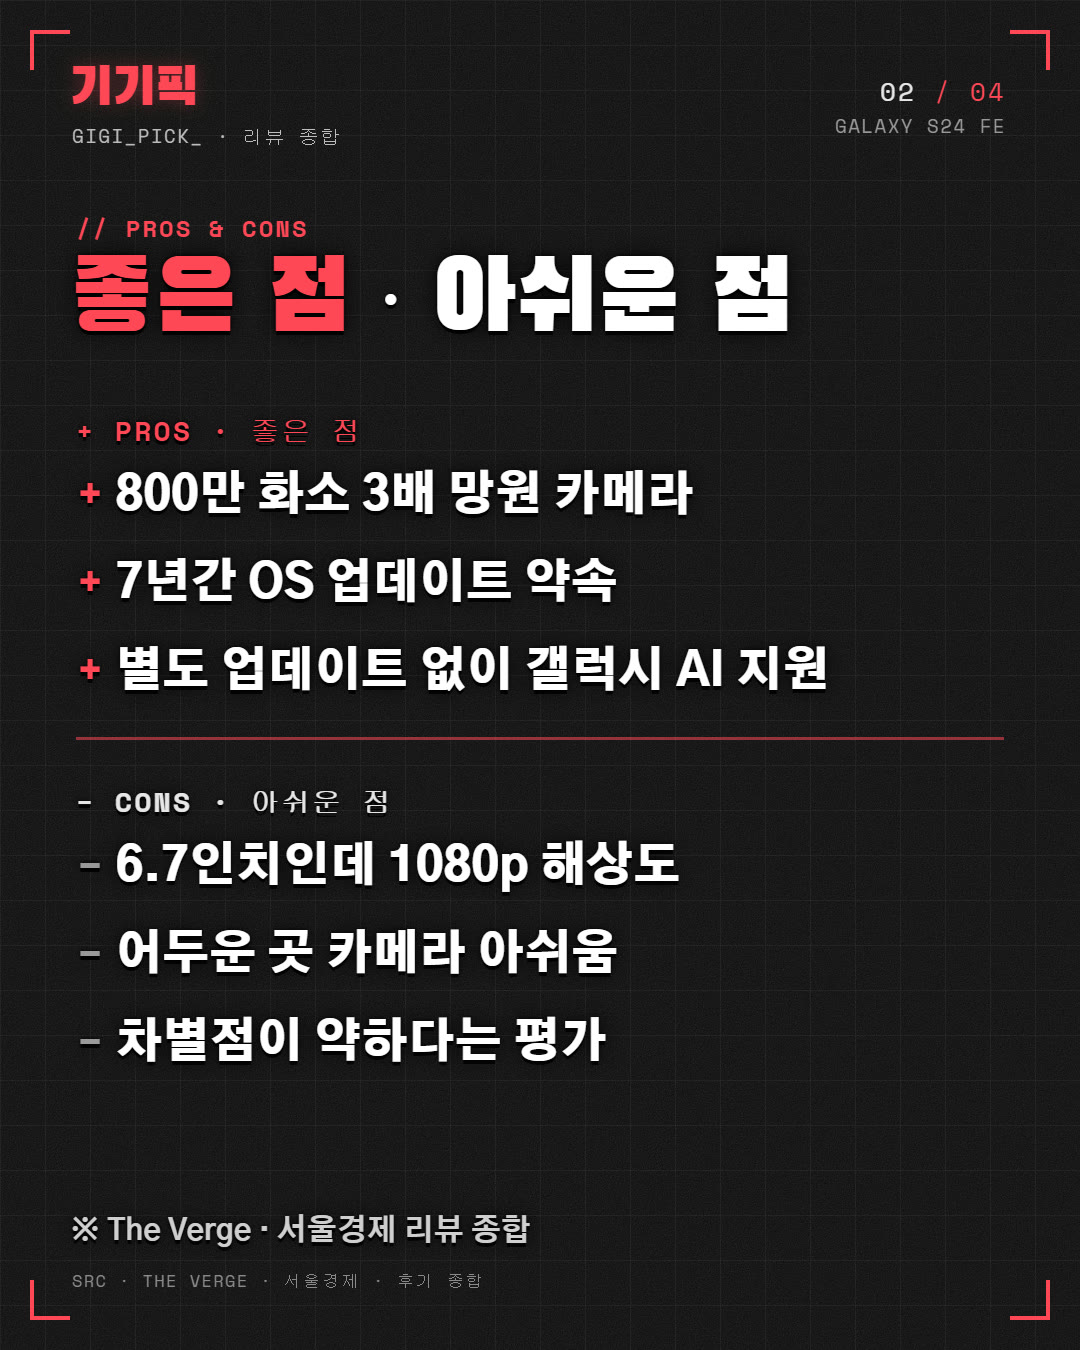 기기픽
GIGI_PICK_ · 리뷰 종합
02 / 04
GALAXY S24 FE
// PROS & CONS
좋은 점 · 아쉬운 점
+ PROS · 좋은 점
+ 800만 화소 3배 망원 카메라
+ 7년간 OS 업데이트 약속
+ 별도 업데이트 없이 갤럭시 AI 지원
- CONS · 아쉬운 점
- 6.7인치인데 1080p 해상도
- 어두운 곳 카메라 아쉬움
- 차별점이 약하다는 평가
※ The Verge · 서울경제 리뷰 종합
SRC · THE VERGE · 서울경제 · 후기 종합